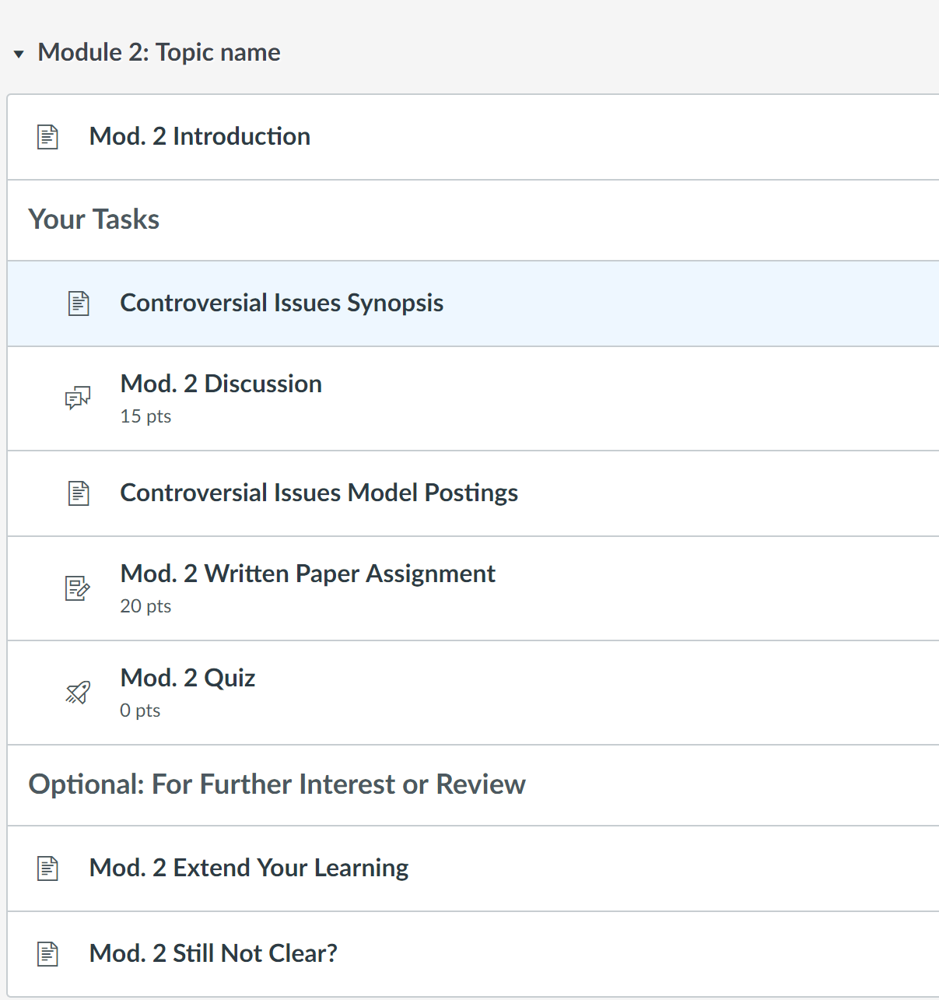 Module 2: Topic name
Mod. 2 Introduction
Your Tasks
Controversial Issues Synopsis
Mod. 2 Discussion
15 pts
Controversial Issues Model Postings
Mod. 2 Written Paper Assignment
20 pts
Mod. 2 Quiz
0 pts
Optional: For Further Interest or Review
Mod. 2 Extend Your Learning
Mod. 2 Still Not Clear?